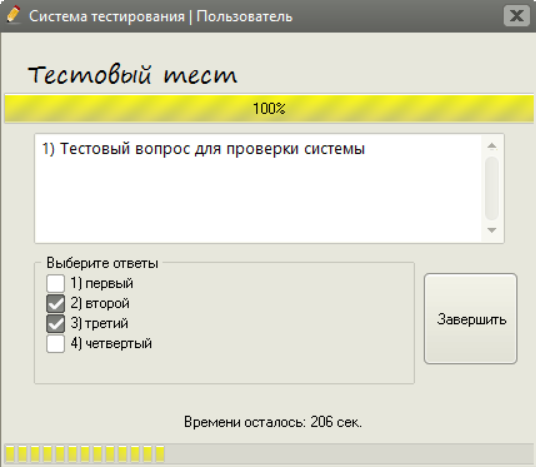 Система тестирования | Пользователь
Тестовый тест
100%
1) Тестовый вопрос для проверки системы
Выберите ответы
1) первый
2) второй
3) третий
4) четвертый
Завершить
Времени осталось: 206 сек.